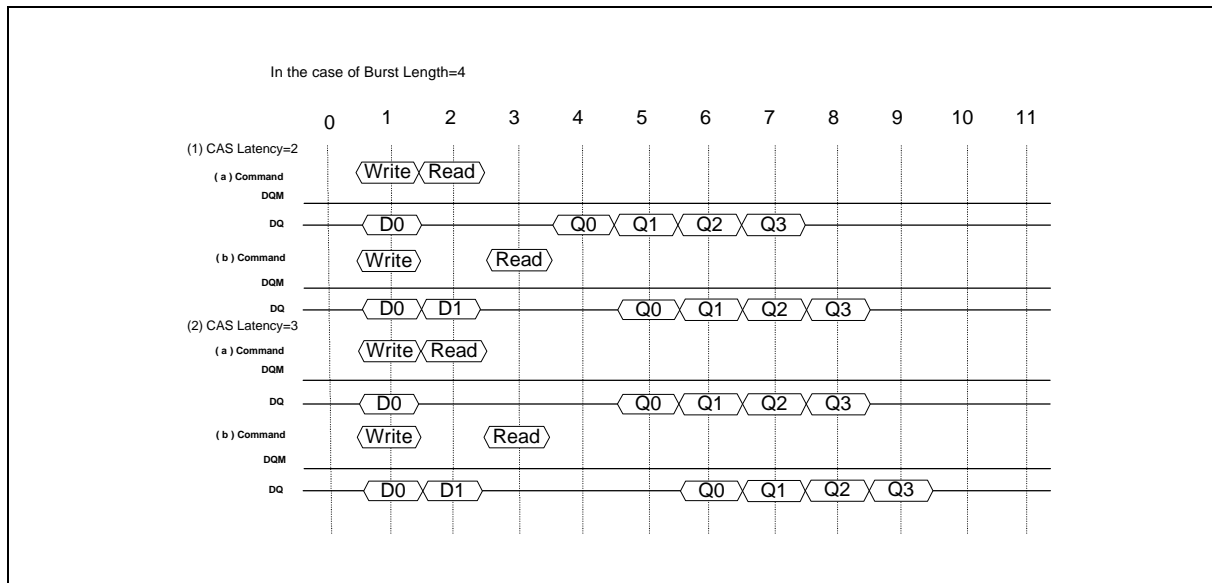 In the case of Burst Length=4
0 1 2 3 4 5 6 7 8 9 10 11
(1) CAS Latency=2
( a ) Command Write Read
DQM
DQ D0 Q0 Q1 Q2 Q3
( b ) Command Write Read
DQM
DQ D0 D1 Q0 Q1 Q2 Q3
(2) CAS Latency=3
( a ) Command Write Read
DQM
DQ D0 Q0 Q1 Q2 Q3
( b ) Command Write Read
DQM
DQ D0 D1 Q0 Q1 Q2 Q3